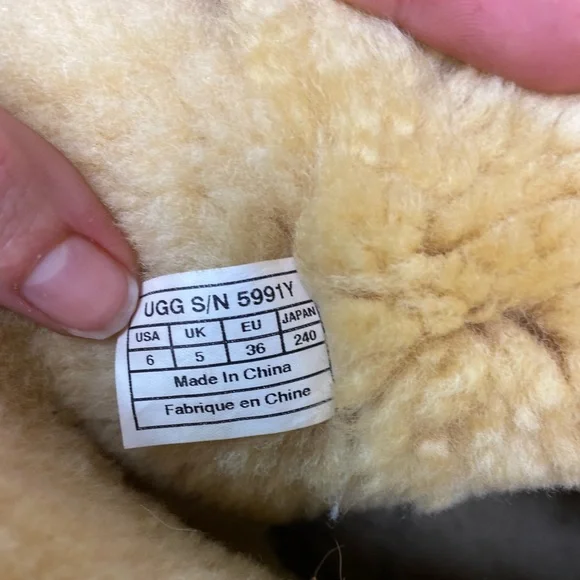 UGG S/N 5991Y
USA UK EU JAPAN
6 5 36 240
Made In China
Fabrique en Chine